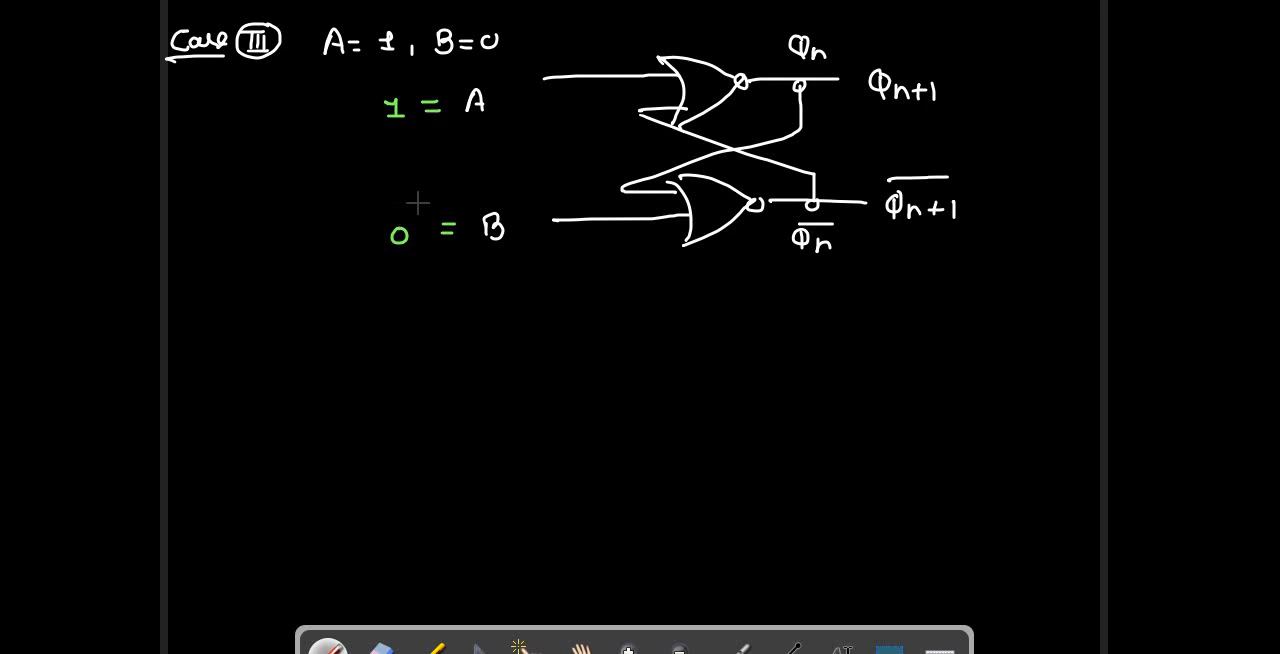 Case III A = 1, B = 0
Qn
Qn+1
1 = A
Q̅n̅+̅1̅
0 = B
Q̅n̅